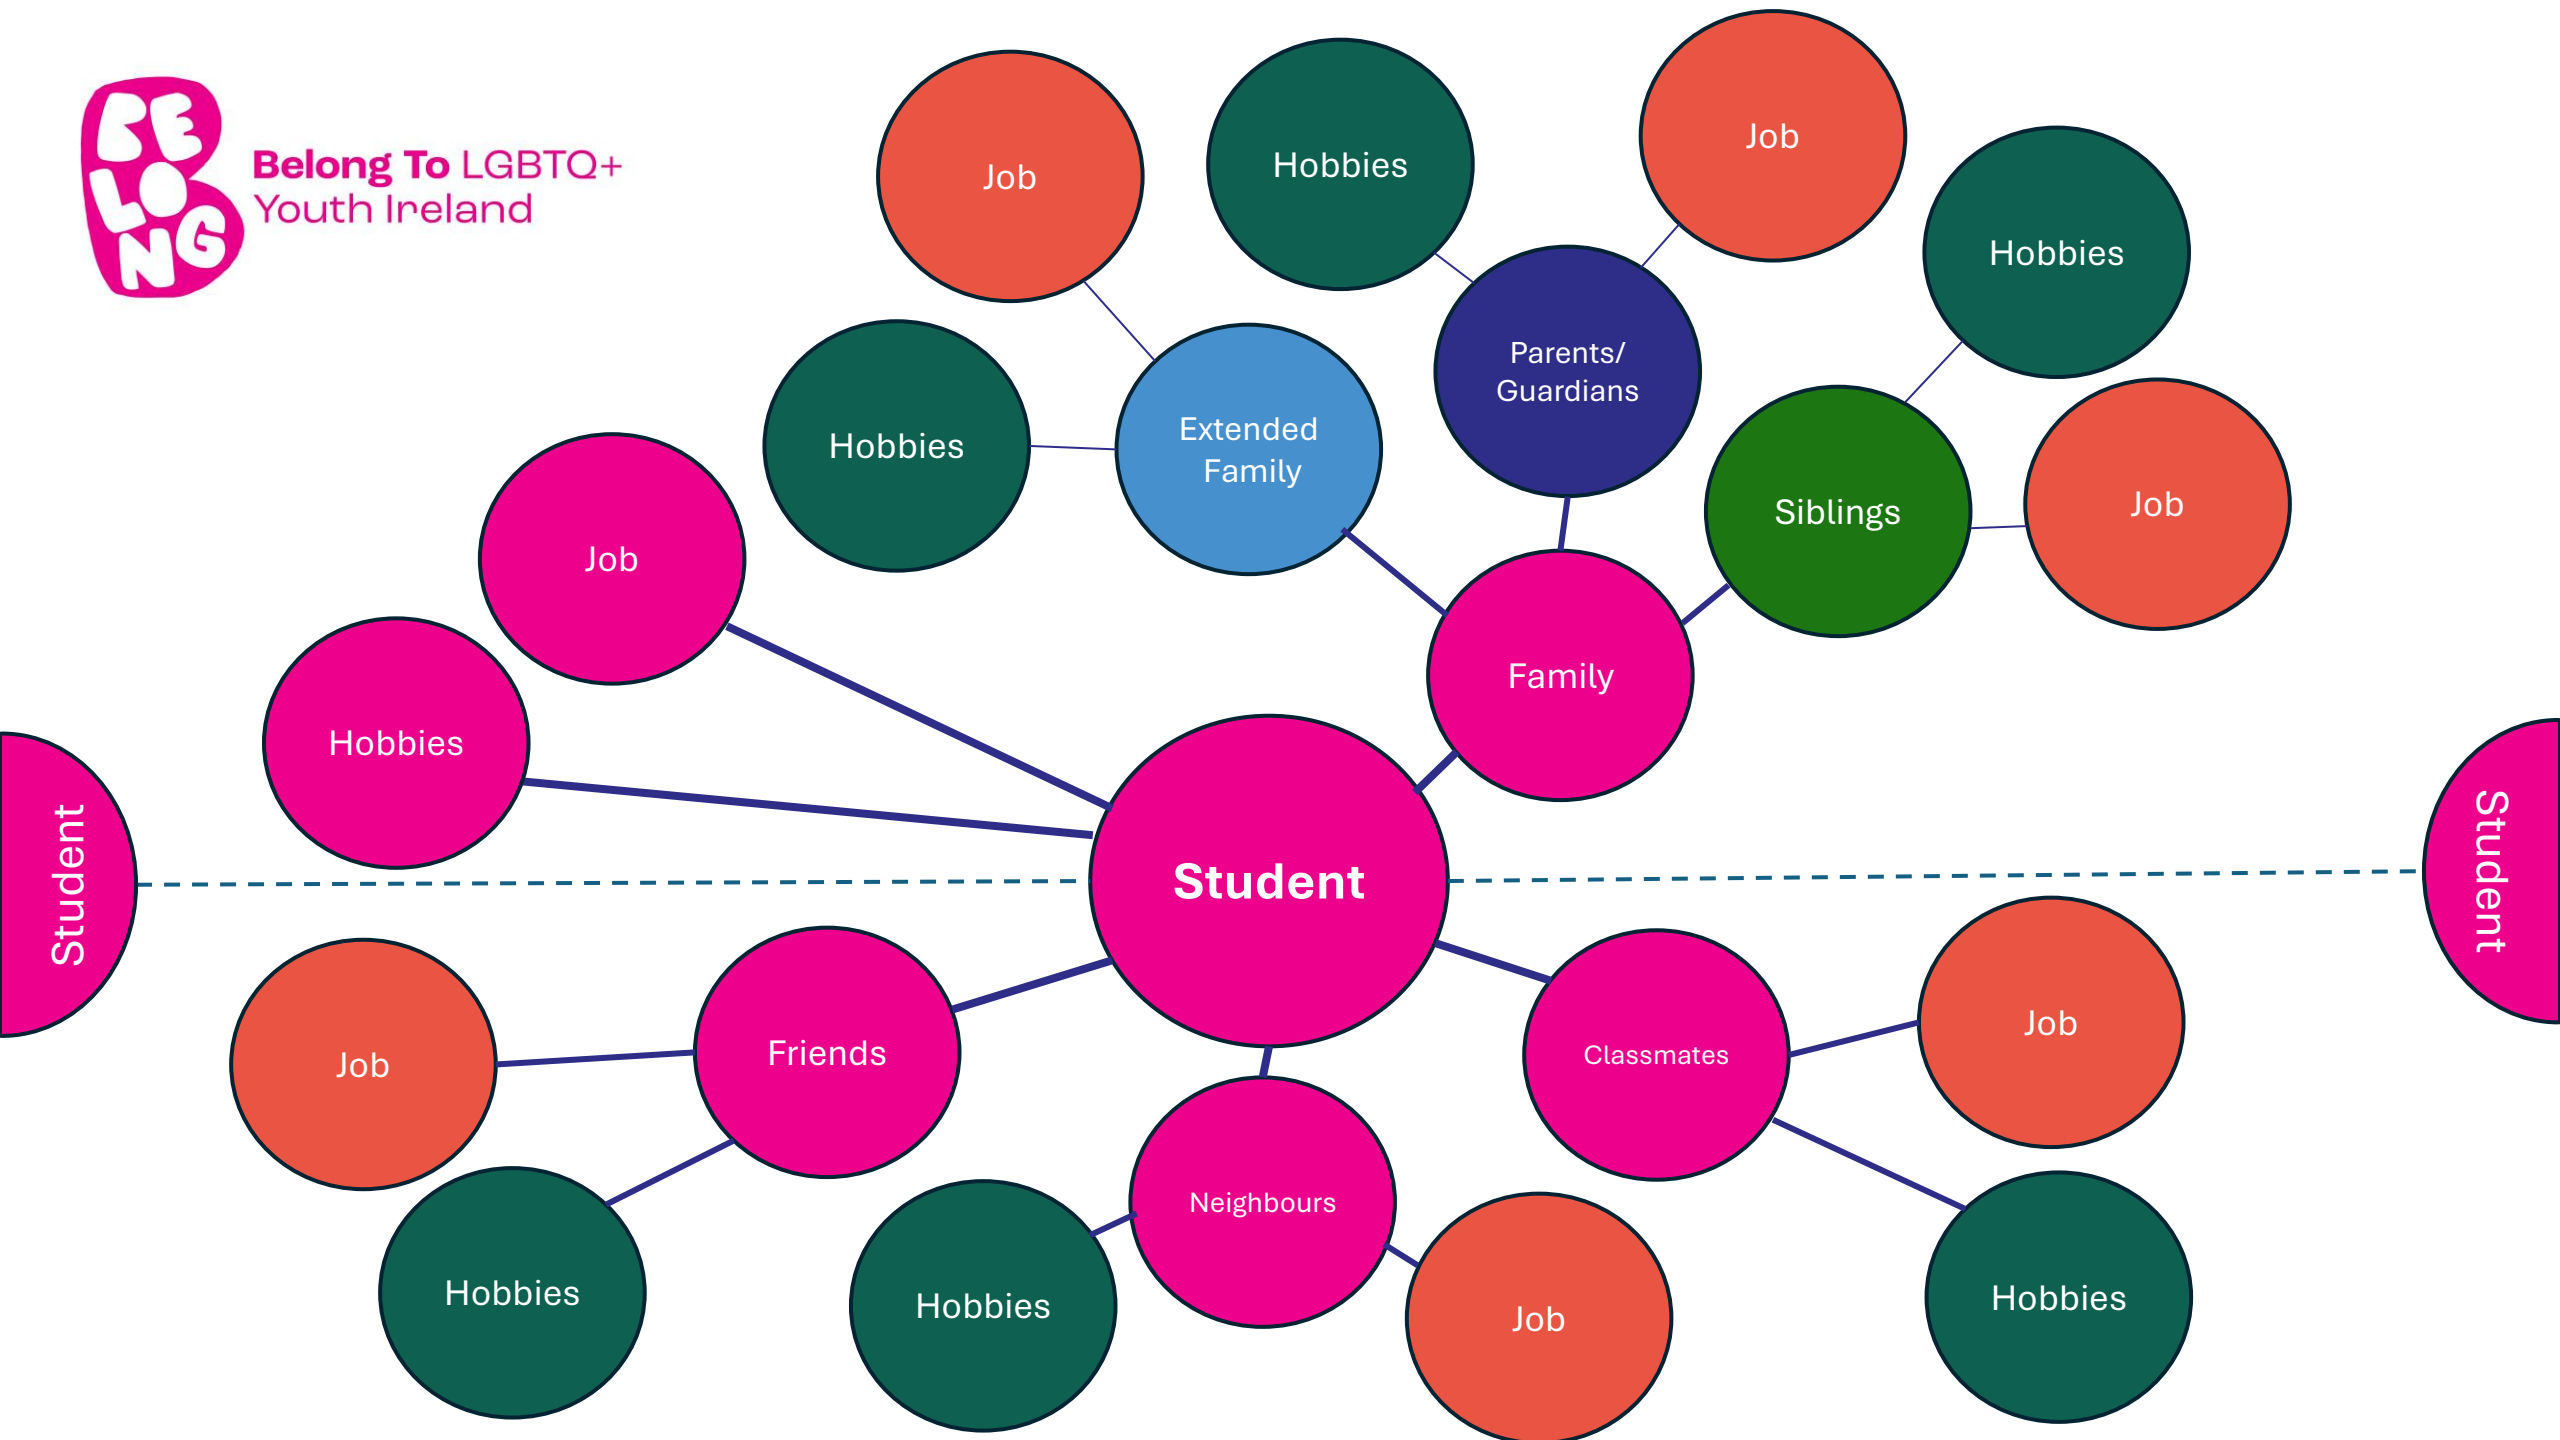 BE
LO
NG
Belong To LGBTQ+
Youth Ireland
Job
Hobbies
Job
Hobbies
Hobbies
Extended
Family
Parents/
Guardians
Siblings
Job
Job
Hobbies
Family
Student
Student
Student
Job
Friends
Classmates
Job
Hobbies
Hobbies
Neighbours
Job
Hobbies